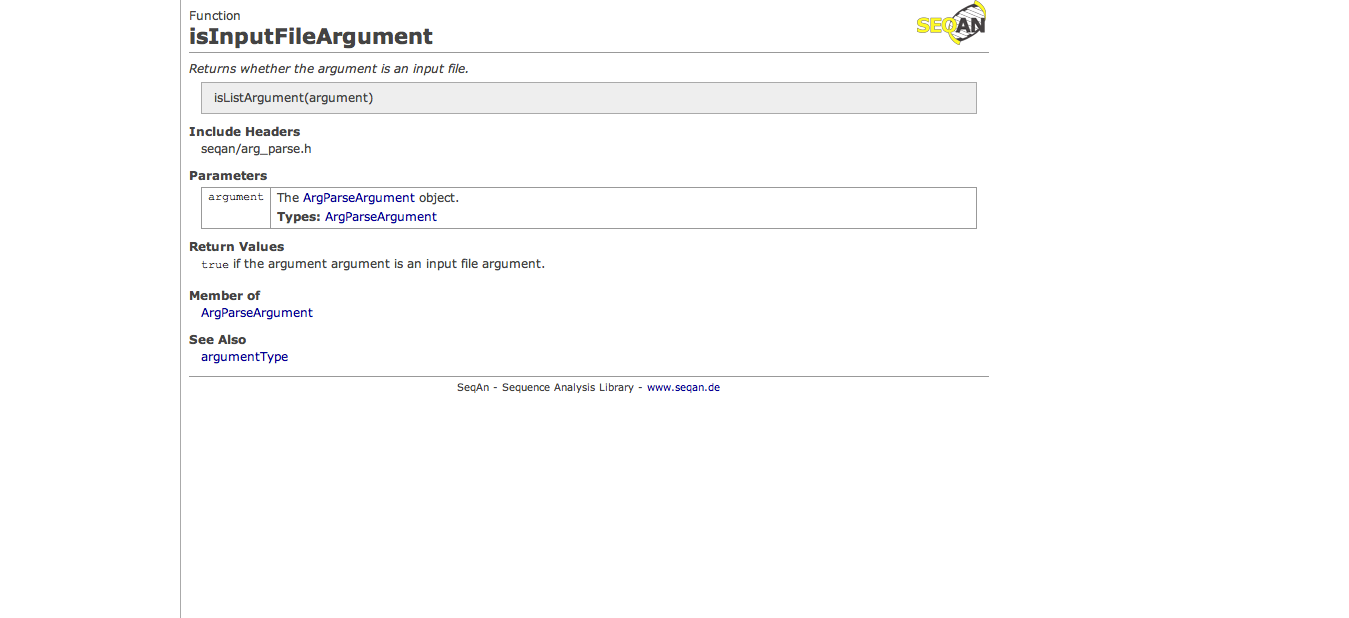 Function
isInputFileArgument
SEQAN
Returns whether the argument is an input file.
isListArgument(argument)
Include Headers
seqan/arg_parse.h
Parameters
argument The ArgParseArgument object.
Types: ArgParseArgument
Return Values
true if the argument argument is an input file argument.
Member of
ArgParseArgument
See Also
argumentType
SeqAn - Sequence Analysis Library - www.seqan.de